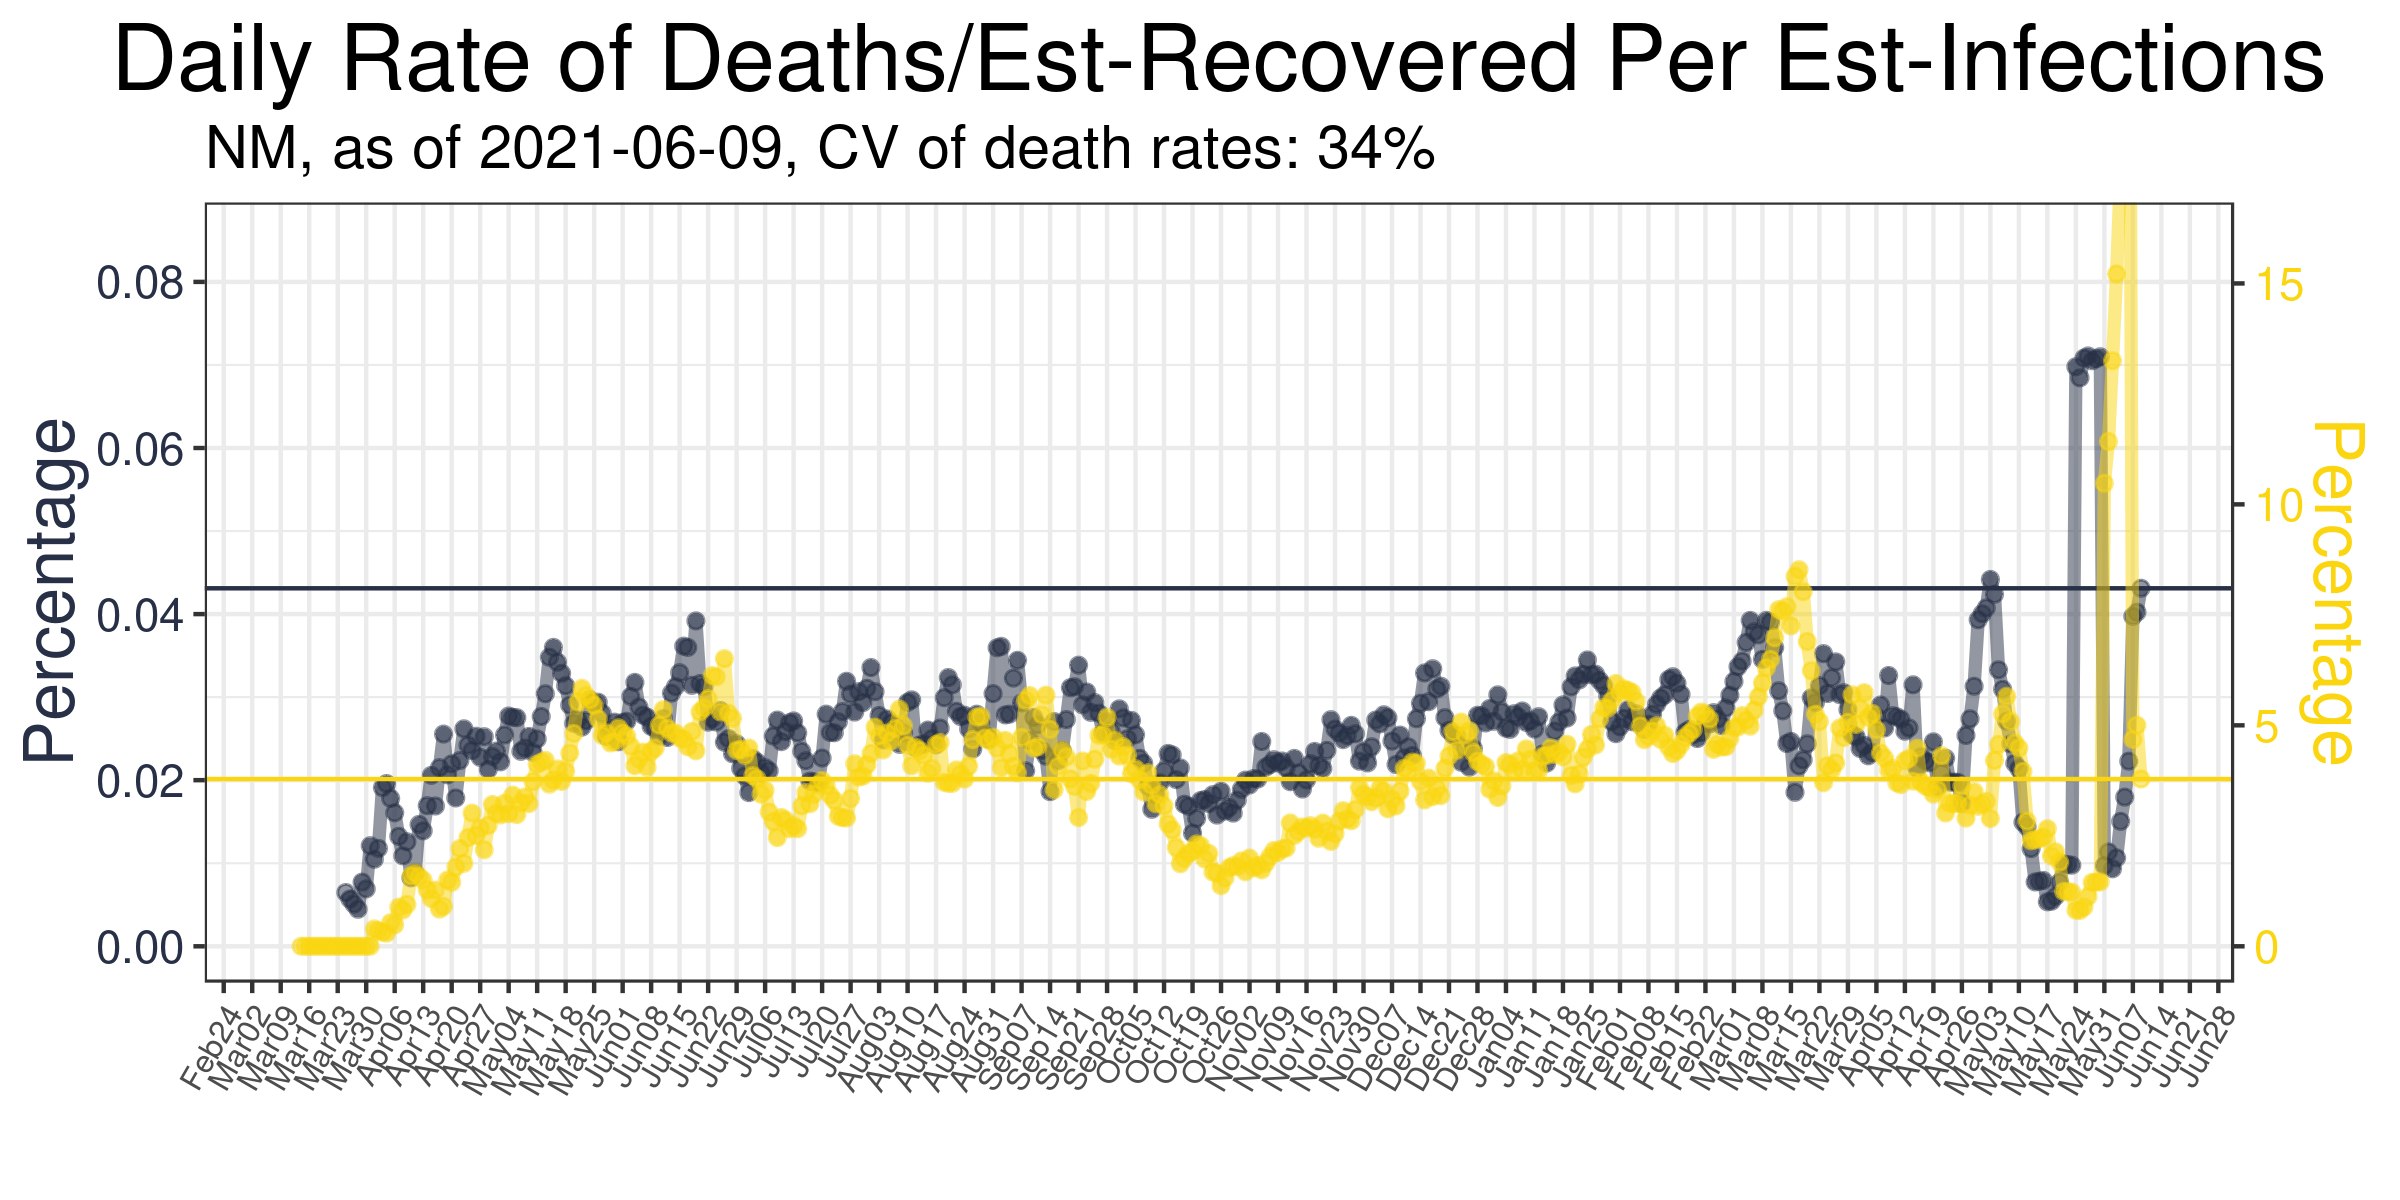 Daily Rate of Deaths/Est-Recovered Per Est-Infections
NM, as of 2021-06-09, CV of death rates: 34%
Percentage
0.08
0.06
0.04
0.02
0.00
15
10
5
0
Percentage
Feb24
Mar02
Mar09
Mar16
Mar23
Mar30
Apr06
Apr13
Apr20
Apr27
May04
May11
May18
May25
Jun01
Jun08
Jun15
Jun22
Jun29
Jul06
Jul13
Jul20
Jul27
Aug03
Aug10
Aug17
Aug24
Aug31
Sep07
Sep14
Sep21
Sep28
Oct05
Oct12
Oct19
Oct26
Nov02
Nov09
Nov16
Nov23
Nov30
Dec07
Dec14
Dec21
Dec28
Jan04
Jan11
Jan18
Jan25
Feb01
Feb08
Feb15
Feb22
Mar01
Mar08
Mar15
Mar22
Mar29
Apr05
Apr12
Apr19
Apr26
May03
May10
May17
May24
May31
Jun07
Jun14
Jun21
Jun28